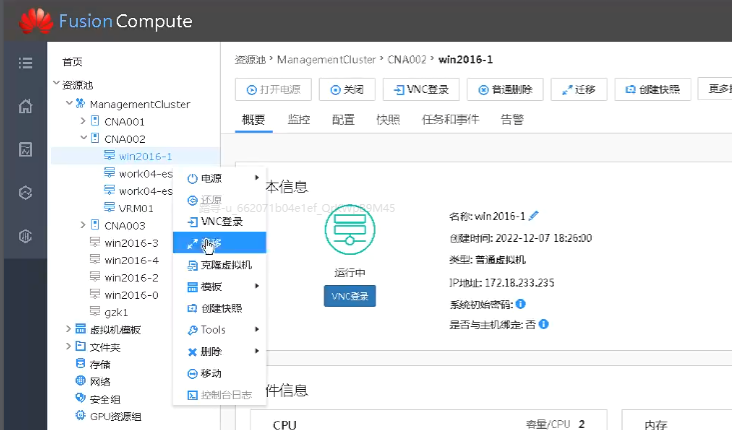 Fusion Compute
首页
资源池
ManagementCluster
CNA001
CNA002
win2016-1
work04-es
work04-es
VRM01
CNA003
win2016-3
win2016-4
win2016-2
win2016-0
gzk1
虚拟机模板
文件夹
存储
网络
安全组
GPU资源组
电源
还原
VNC登录
克隆虚拟机
模板
创建快照
Tools
删除
移动
控制台日志
资源池 > ManagementCluster > CNA002 > win2016-1
打开电源 关闭 VNC登录 普通删除 迁移 创建快照 更多
概要 监控 配置 快照 任务和事件 告警
本信息
运行中
VNC登录
名称: win2016-1
创建时间: 2022-12-07 18:26:00
类型: 普通虚拟机
IP地址: 172.18.233.235
系统初始密码:
是否与主机绑定: 否
件信息
CPU 容量/CPU 2
内存